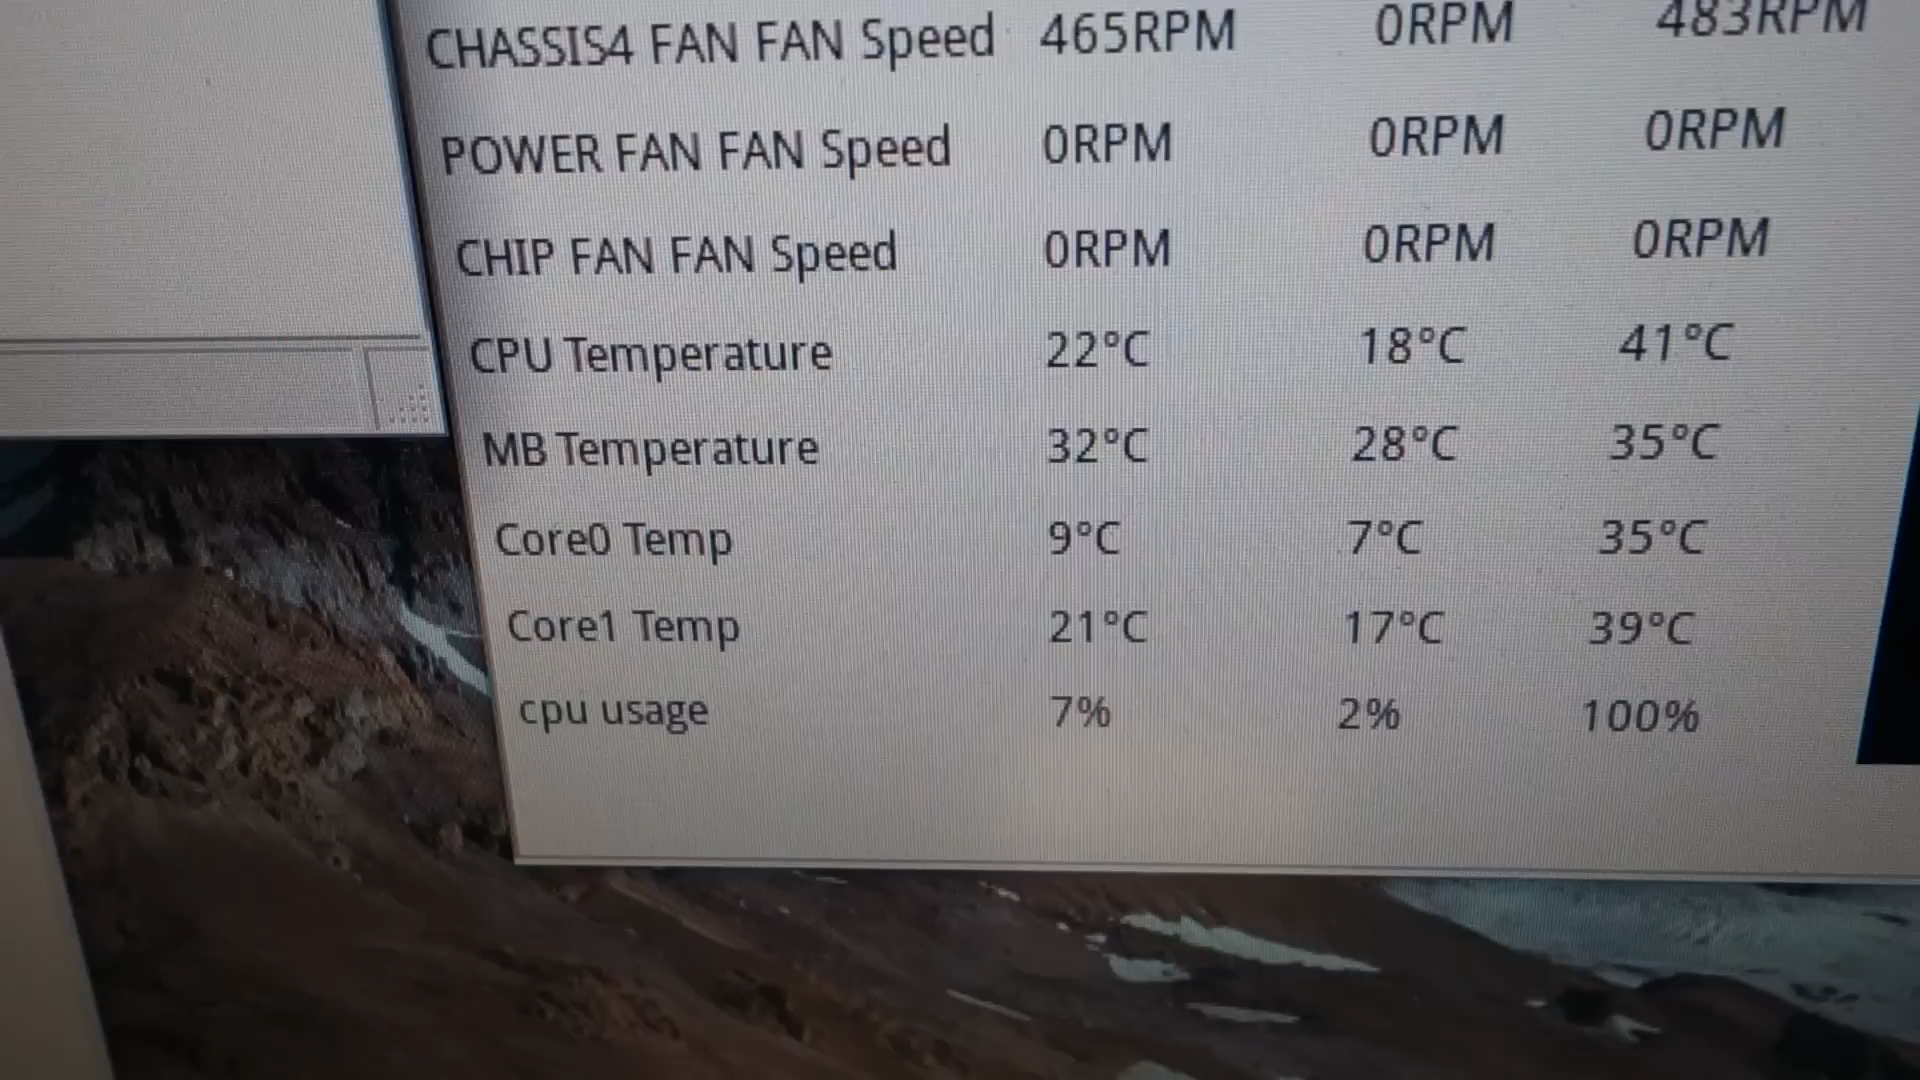 CHASSIS4 FAN FAN Speed 465RPM 0RPM 483RPM
POWER FAN FAN Speed 0RPM 0RPM 0RPM
CHIP FAN FAN Speed 0RPM 0RPM 0RPM
CPU Temperature 22°C 18°C 41°C
MB Temperature 32°C 28°C 35°C
Core0 Temp 9°C 7°C 35°C
Core1 Temp 21°C 17°C 39°C
cpu usage 7% 2% 100%